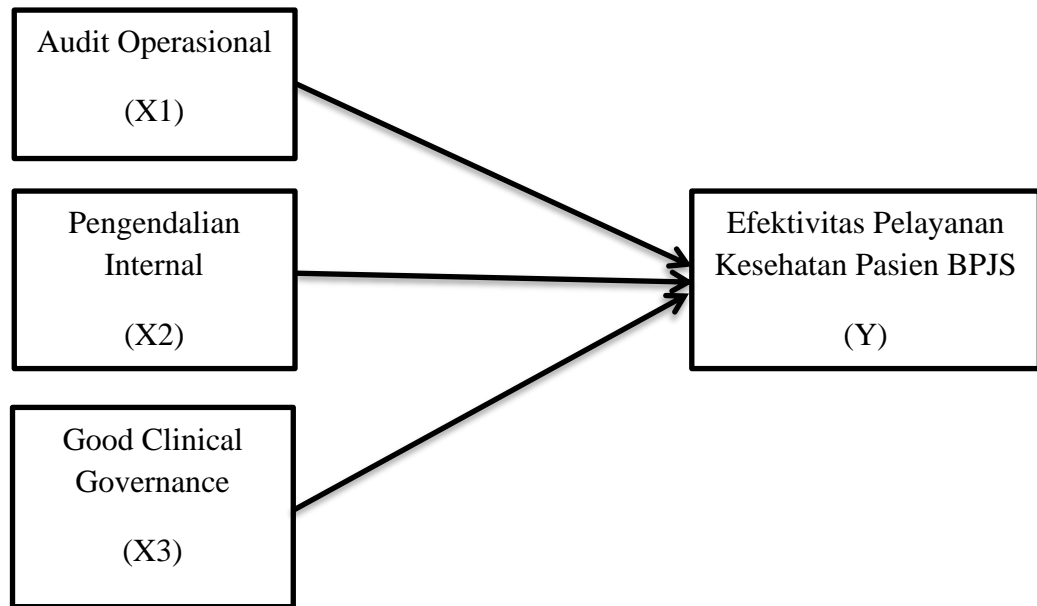 Audit Operasional
(X1)
Pengendalian
Internal
(X2)
Good Clinical
Governance
(X3)
Efektivitas Pelayanan
Kesehatan Pasien BPJS
(Y)